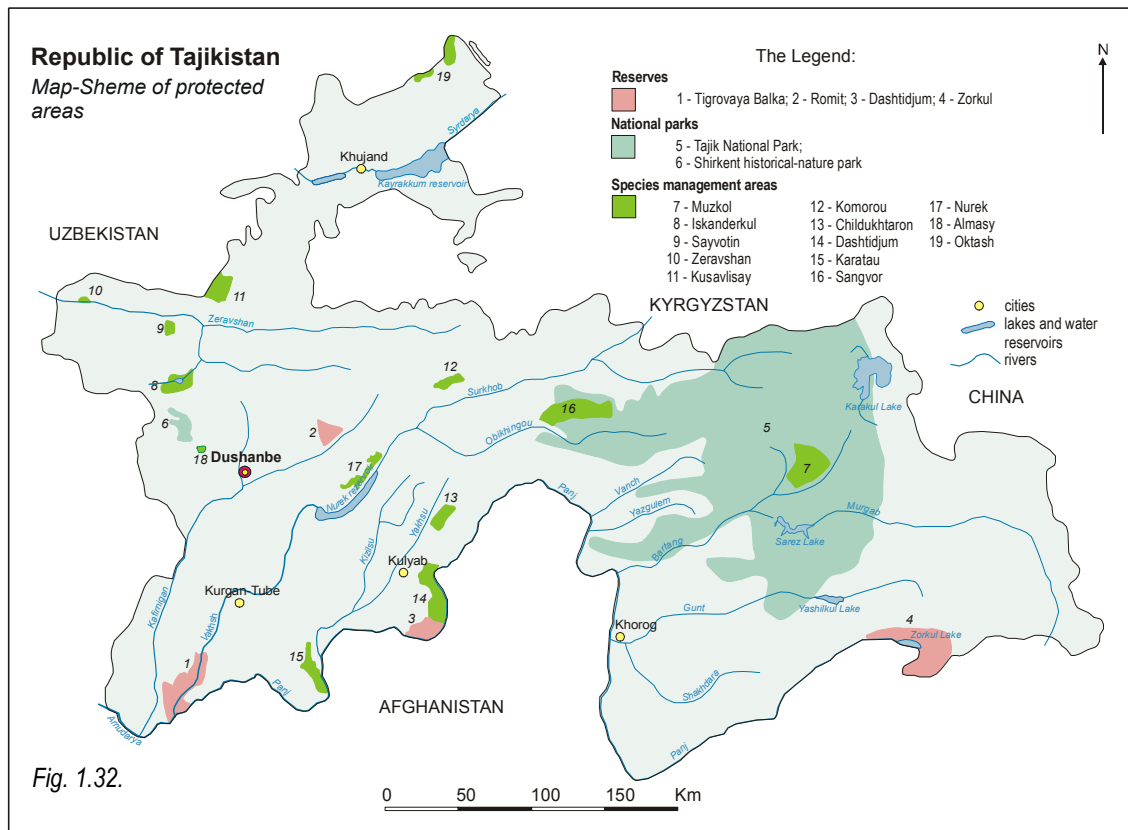 Republic of Tajikistan
Map-Sheme of protected
areas
The Legend:
N
Reserves
1 - Tigrovaya Balka; 2 - Romit; 3 - Dashtidjum; 4 - Zorkul
National parks
5 - Tajik National Park;
6 - Shirkent historical-nature park
Species management areas
7 - Muzkol
8 - Iskanderkul
9 - Sayvotin
10 - Zeravshan
11 - Kusavlisay
12 - Komorou
13 - Childukhtaron
14 - Dashtidjum
15 - Karatau
16 - Sangvor
17 - Nurek
18 - Almasy
19 - Oktash
cities
lakes and water
reservoirs
rivers
19
Syrdarya
Khujand
Kayrakkum reservoir
UZBEKISTAN
KYRGYZSTAN
CHINA
10
11
Zeravshan
9
8
12
Surkhob
Karakul Lake
6
2
16
Obikhingou
5
18
Dushanbe
17
Nurek reservoir
7
13
Panj
Vanch
Yazgulem
Murgab
Sarez Lake
Bartang
Kizilsu
Yakhsu
Kulyab
Kurgan-Tube
14
Kafirnigan
Vakhsh
3
Gunt
Yashilkul Lake
Khorog
4
Zorkul Lake
1
15
Panj
Shakhdara
AFGHANISTAN
Amudarya
Panj
Fig. 1.32.
0 50 100 150 Km